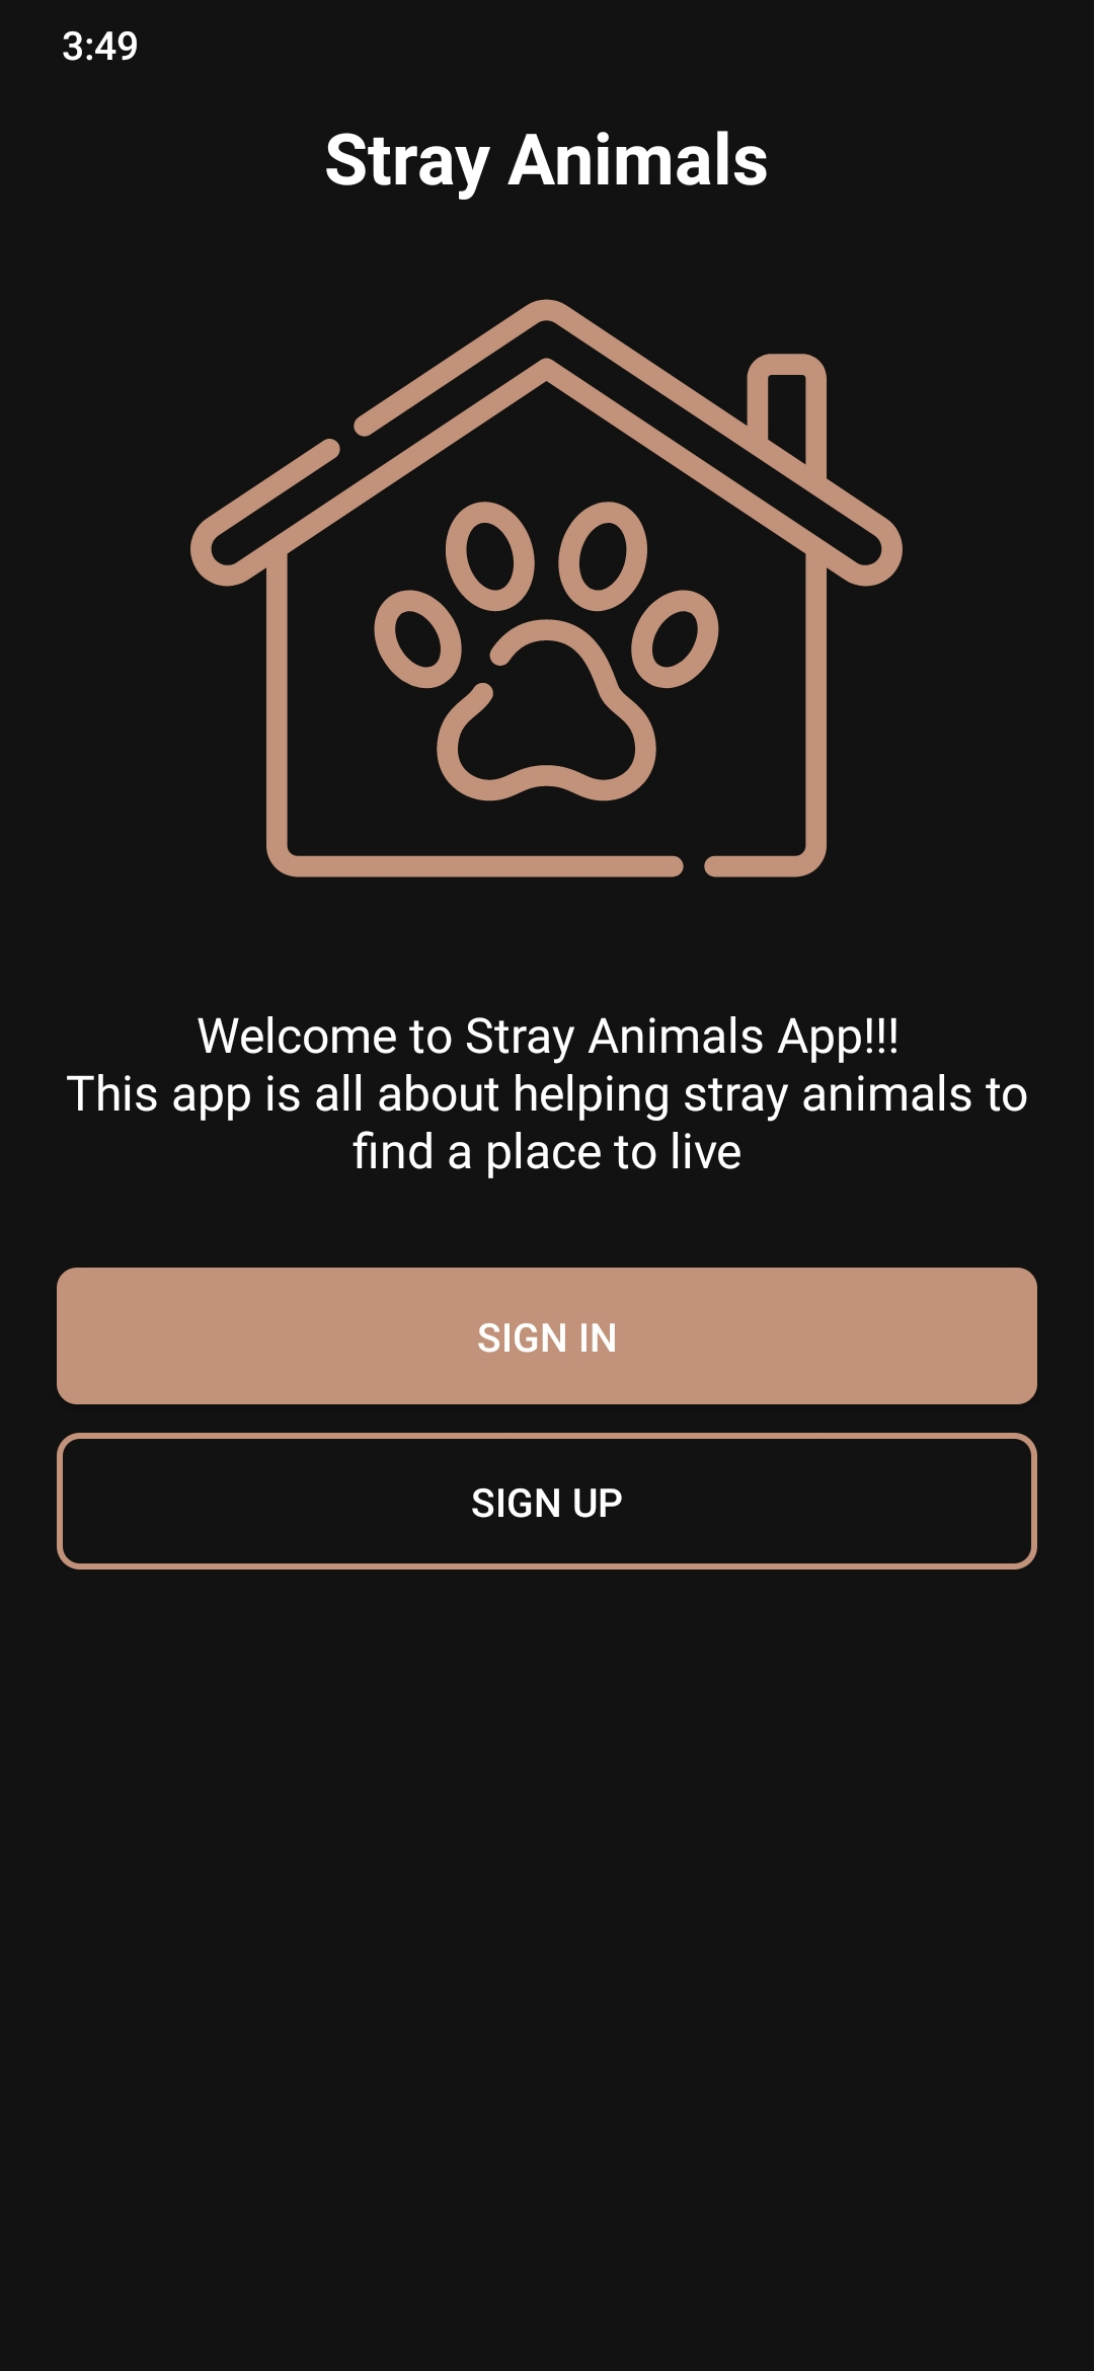 3:49
Stray Animals
Welcome to Stray Animals App!!!
This app is all about helping stray animals to
find a place to live
SIGN IN
SIGN UP